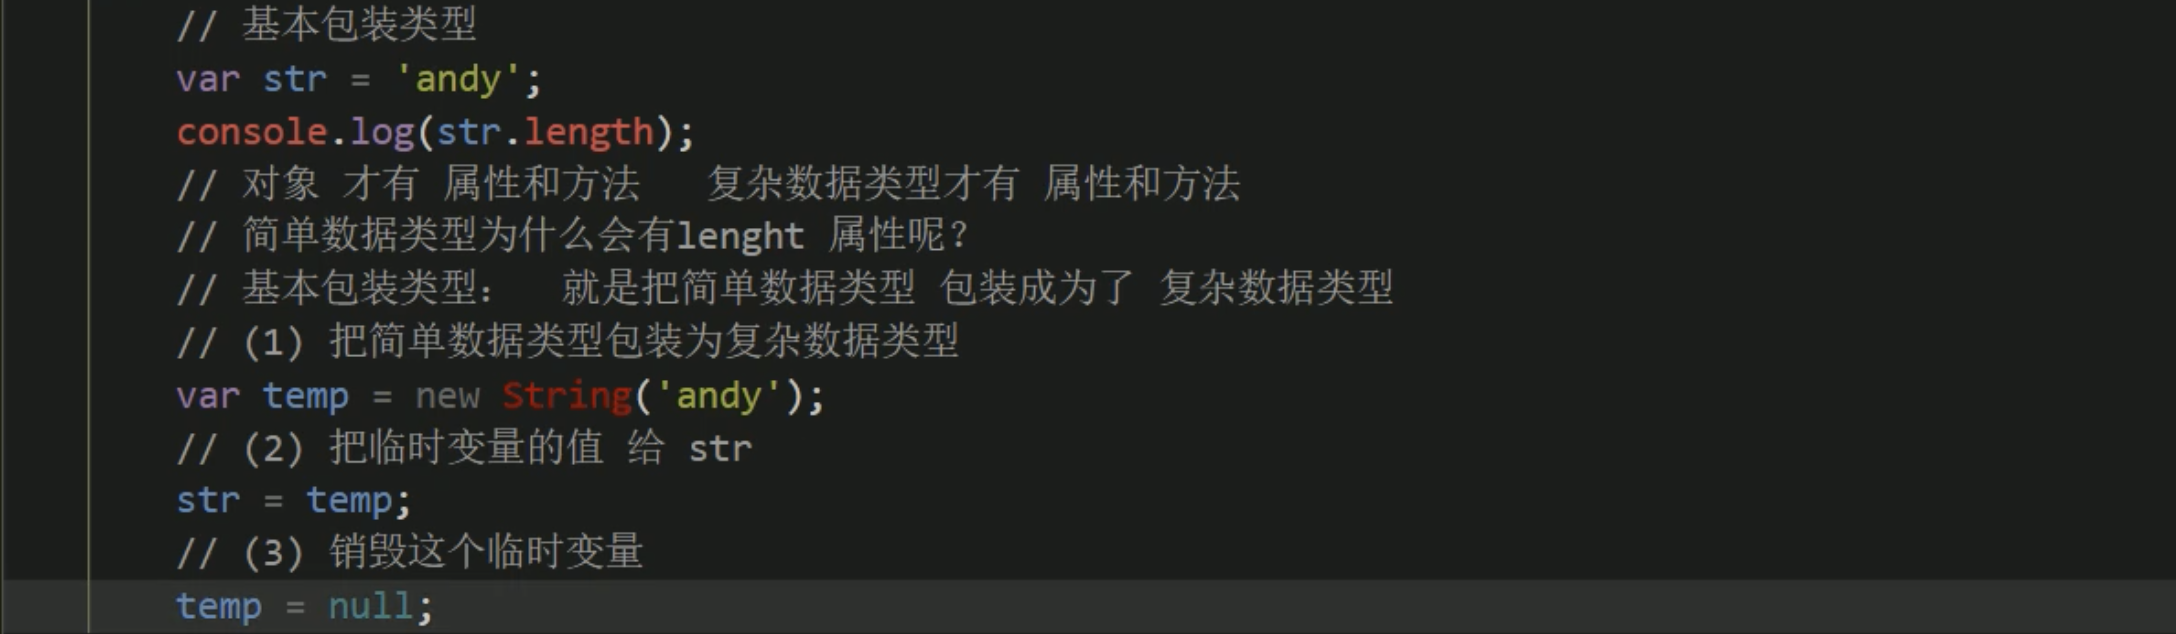 // 基本包装类型
var str = 'andy';
console.log(str.length);
// 对象 才有 属性和方法   复杂数据类型才有 属性和方法
// 简单数据类型为什么会有lenght 属性呢？
// 基本包装类型：  就是把简单数据类型 包装成为了 复杂数据类型
// (1) 把简单数据类型包装为复杂数据类型
var temp = new String('andy');
// (2) 把临时变量的值 给 str
str = temp;
// (3) 销毁这个临时变量
temp = null;